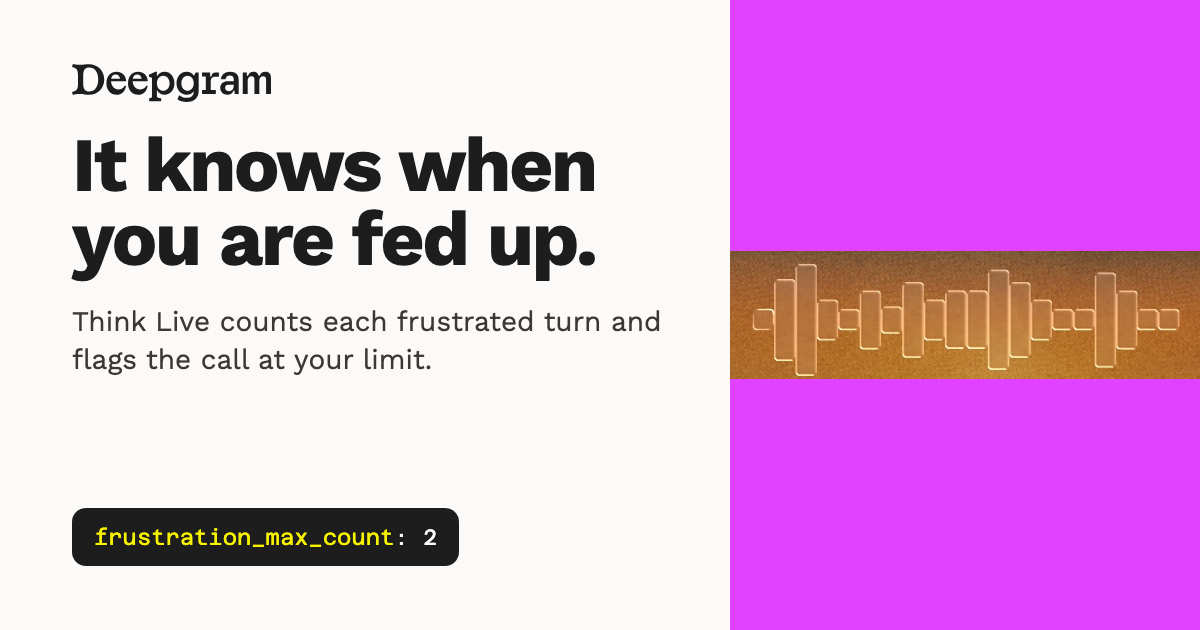 Deepgram
It knows when
you are fed up.
Think Live counts each frustrated turn and
flags the call at your limit.
frustration_max_count: 2